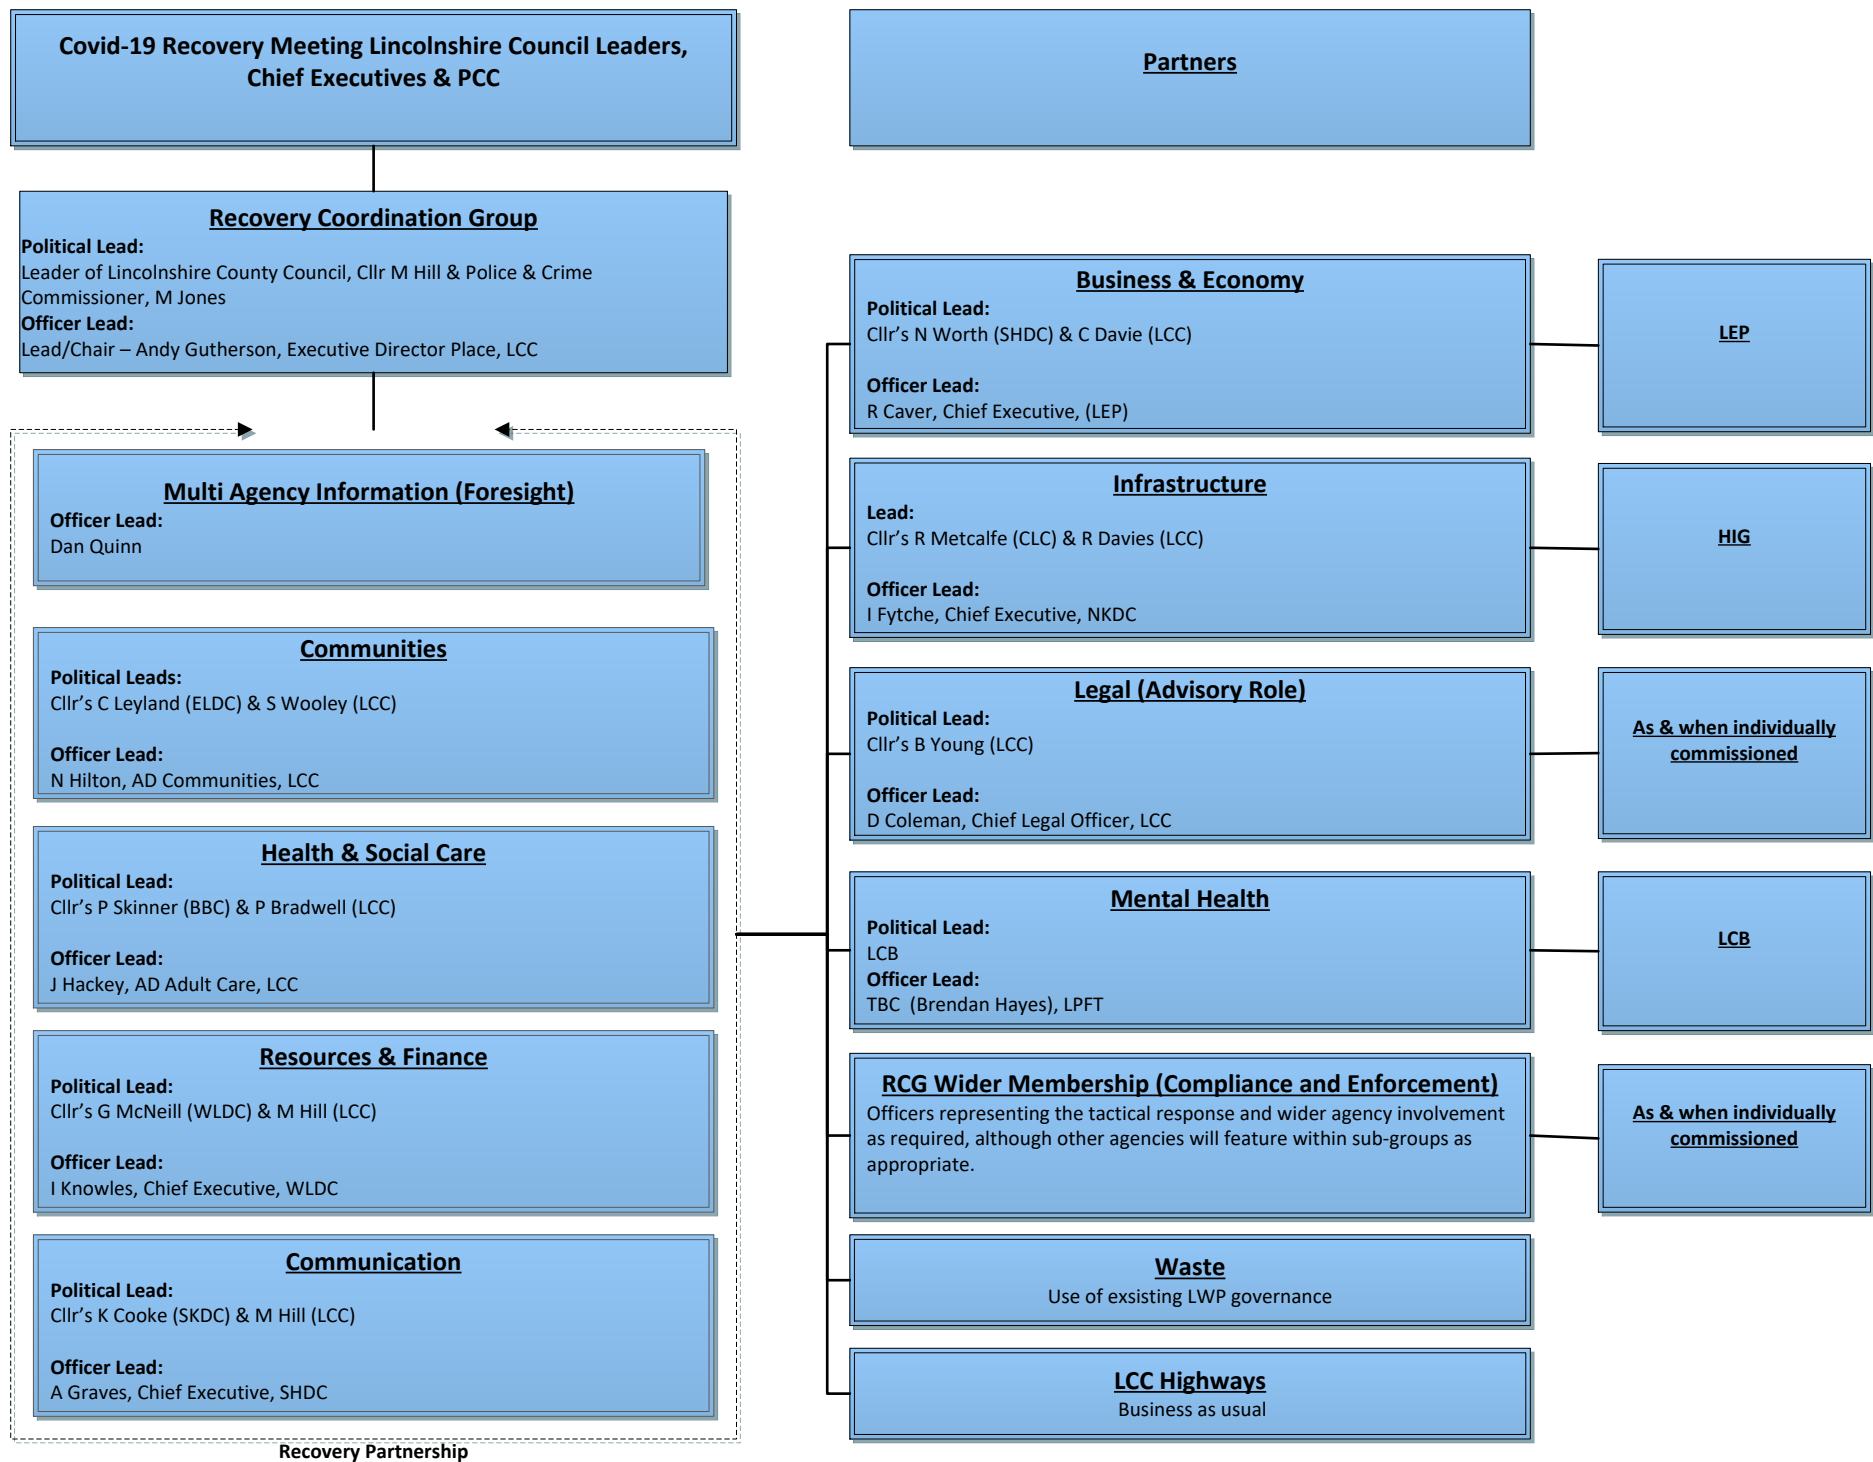 Covid-19 Recovery Meeting Lincolnshire Council Leaders,
Chief Executives & PCC
Partners
Recovery Coordination Group
Political Lead:
Leader of Lincolnshire County Council, Cllr M Hill & Police & Crime
Commissioner, M Jones
Officer Lead:
Lead/Chair – Andy Gutherson, Executive Director Place, LCC
Multi Agency Information (Foresight)
Officer Lead:
Dan Quinn
Communities
Political Leads:
Cllr's C Leyland (ELDC) & S Wooley (LCC)
Officer Lead:
N Hilton, AD Communities, LCC
Health & Social Care
Political Lead:
Cllr's P Skinner (BBC) & P Bradwell (LCC)
Officer Lead:
J Hackey, AD Adult Care, LCC
Resources & Finance
Political Lead:
Cllr's G McNeill (WLDC) & M Hill (LCC)
Officer Lead:
I Knowles, Chief Executive, WLDC
Communication
Political Lead:
Cllr's K Cooke (SKDC) & M Hill (LCC)
Officer Lead:
A Graves, Chief Executive, SHDC
Recovery Partnership
Business & Economy
Political Lead:
Cllr's N Worth (SHDC) & C Davie (LCC)
Officer Lead:
R Caver, Chief Executive, (LEP)
LEP
Infrastructure
Lead:
Cllr's R Metcalfe (CLC) & R Davies (LCC)
Officer Lead:
I Fytche, Chief Executive, NKDC
HIG
Legal (Advisory Role)
Political Lead:
Cllr's B Young (LCC)
Officer Lead:
D Coleman, Chief Legal Officer, LCC
As & when individually
commissioned
Mental Health
Political Lead:
LCB
Officer Lead:
TBC (Brendan Hayes), LPFT
LCB
RCG Wider Membership (Compliance and Enforcement)
Officers representing the tactical response and wider agency involvement
as required, although other agencies will feature within sub-groups as
appropriate.
As & when individually
commissioned
Waste
Use of exsisting LWP governance
LCC Highways
Business as usual